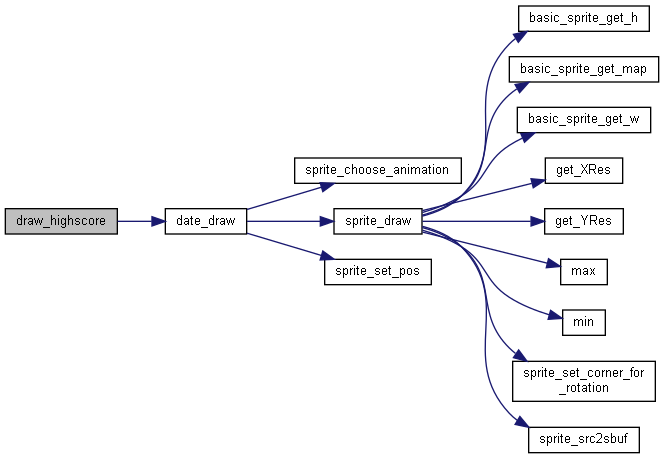 draw_highscore
date_draw
sprite_choose_animation
sprite_draw
sprite_set_pos
basic_sprite_get_h
basic_sprite_get_map
basic_sprite_get_w
get_XRes
get_YRes
max
min
sprite_set_corner_for
_rotation
sprite_src2sbuf